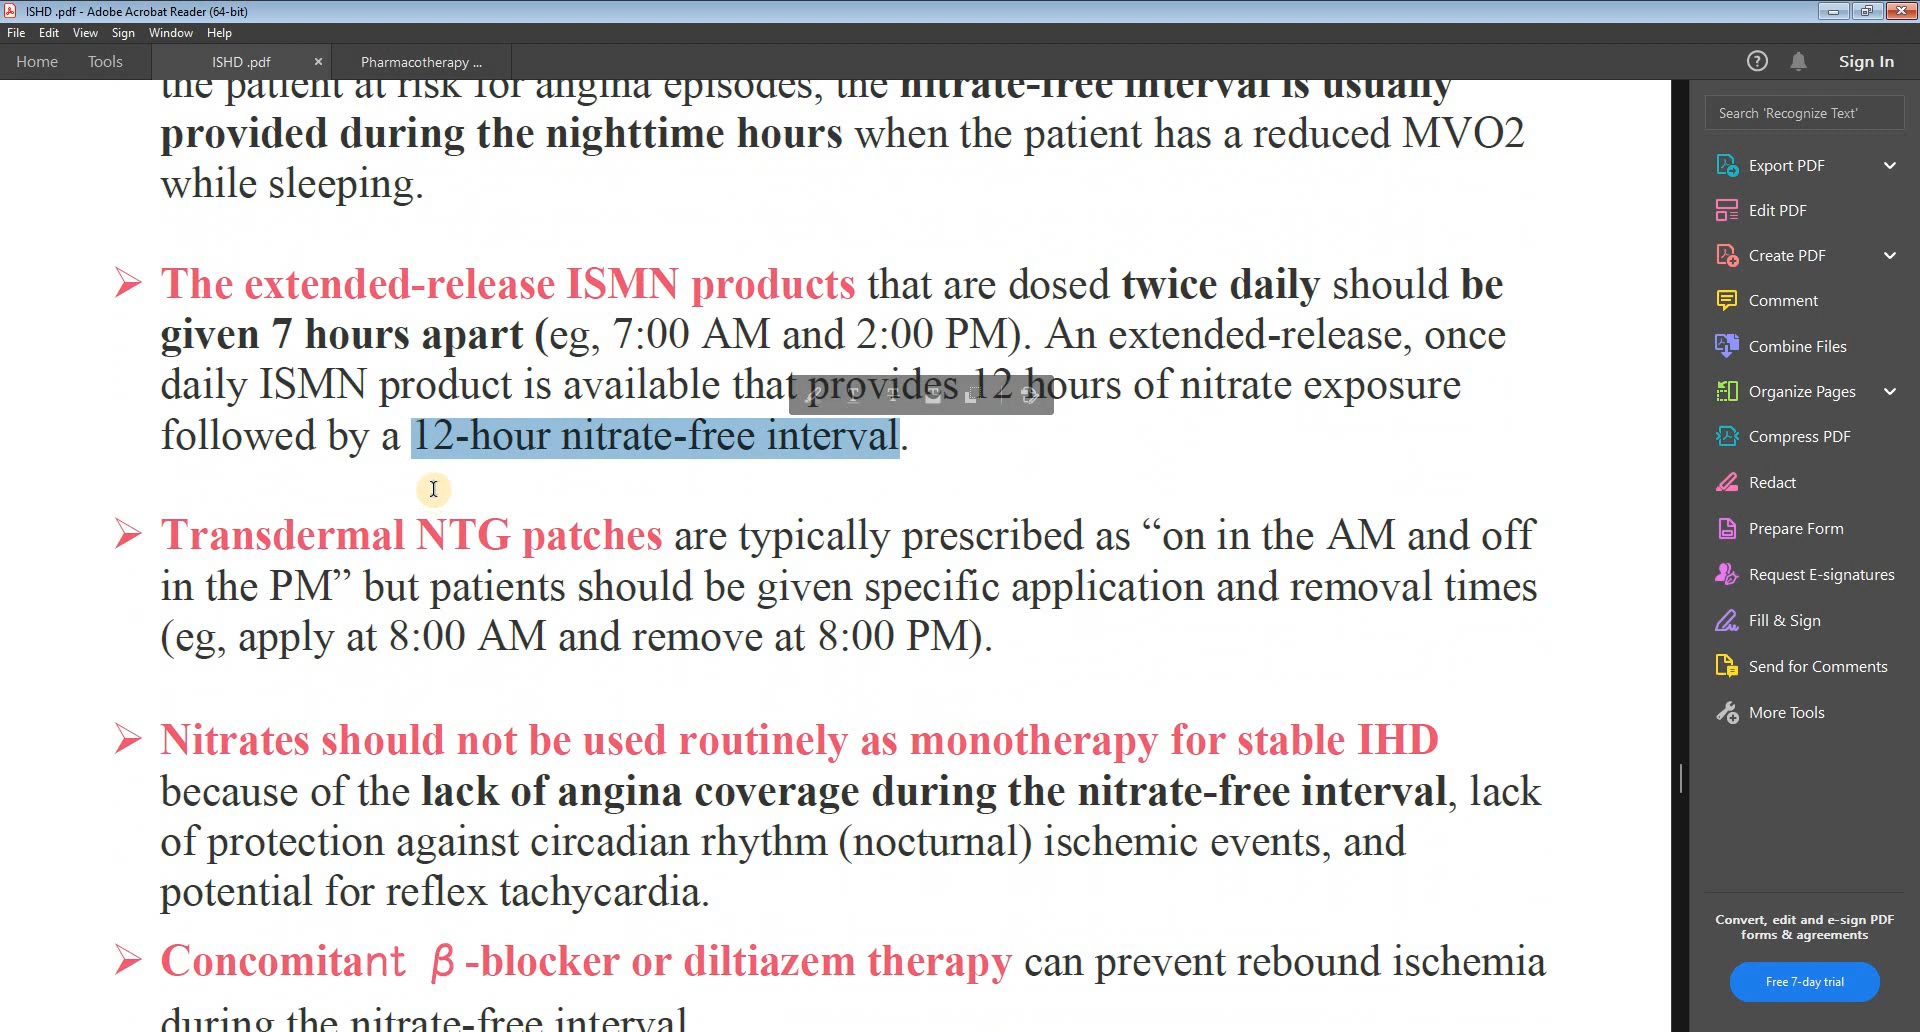 ISHD .pdf - Adobe Acrobat Reader (64-bit)
File Edit View Sign Window Help
Home Tools ISHD .pdf × Pharmacotherapy ... Sign In
the patient at risk for angina episodes, the nitrate-free interval is usually
provided during the nighttime hours when the patient has a reduced MVO2
while sleeping.
➢ The extended-release ISMN products that are dosed twice daily should be
given 7 hours apart (eg, 7:00 AM and 2:00 PM). An extended-release, once
daily ISMN product is available that provides 12 hours of nitrate exposure
followed by a 12-hour nitrate-free interval.
➢ Transdermal NTG patches are typically prescribed as “on in the AM and off
in the PM” but patients should be given specific application and removal times
(eg, apply at 8:00 AM and remove at 8:00 PM).
➢ Nitrates should not be used routinely as monotherapy for stable IHD
because of the lack of angina coverage during the nitrate-free interval, lack
of protection against circadian rhythm (nocturnal) ischemic events, and
potential for reflex tachycardia.
➢ Concomitant β-blocker or diltiazem therapy can prevent rebound ischemia
during the nitrate-free interval
Search 'Recognize Text'
Export PDF
Edit PDF
Create PDF
Comment
Combine Files
Organize Pages
Compress PDF
Redact
Prepare Form
Request E-signatures
Fill & Sign
Send for Comments
More Tools
Convert, edit and e-sign PDF
forms & agreements
Free 7-day trial